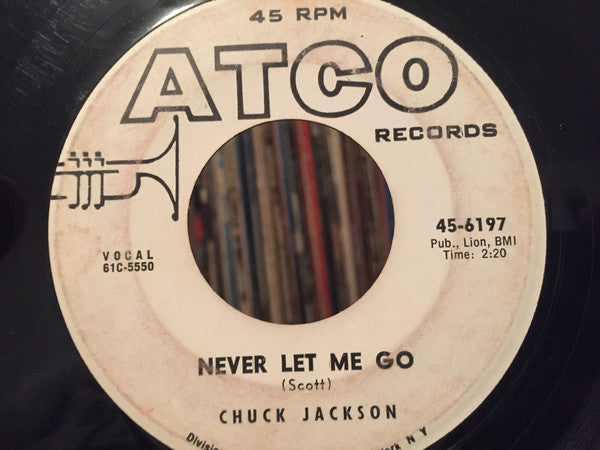 45 RPM
ATCO
RECORDS
45-6197
Pub., Lion, BMI
Time: 2:20
VOCAL
61C-5550
NEVER LET ME GO
(Scott)
CHUCK JACKSON
Division
N Y